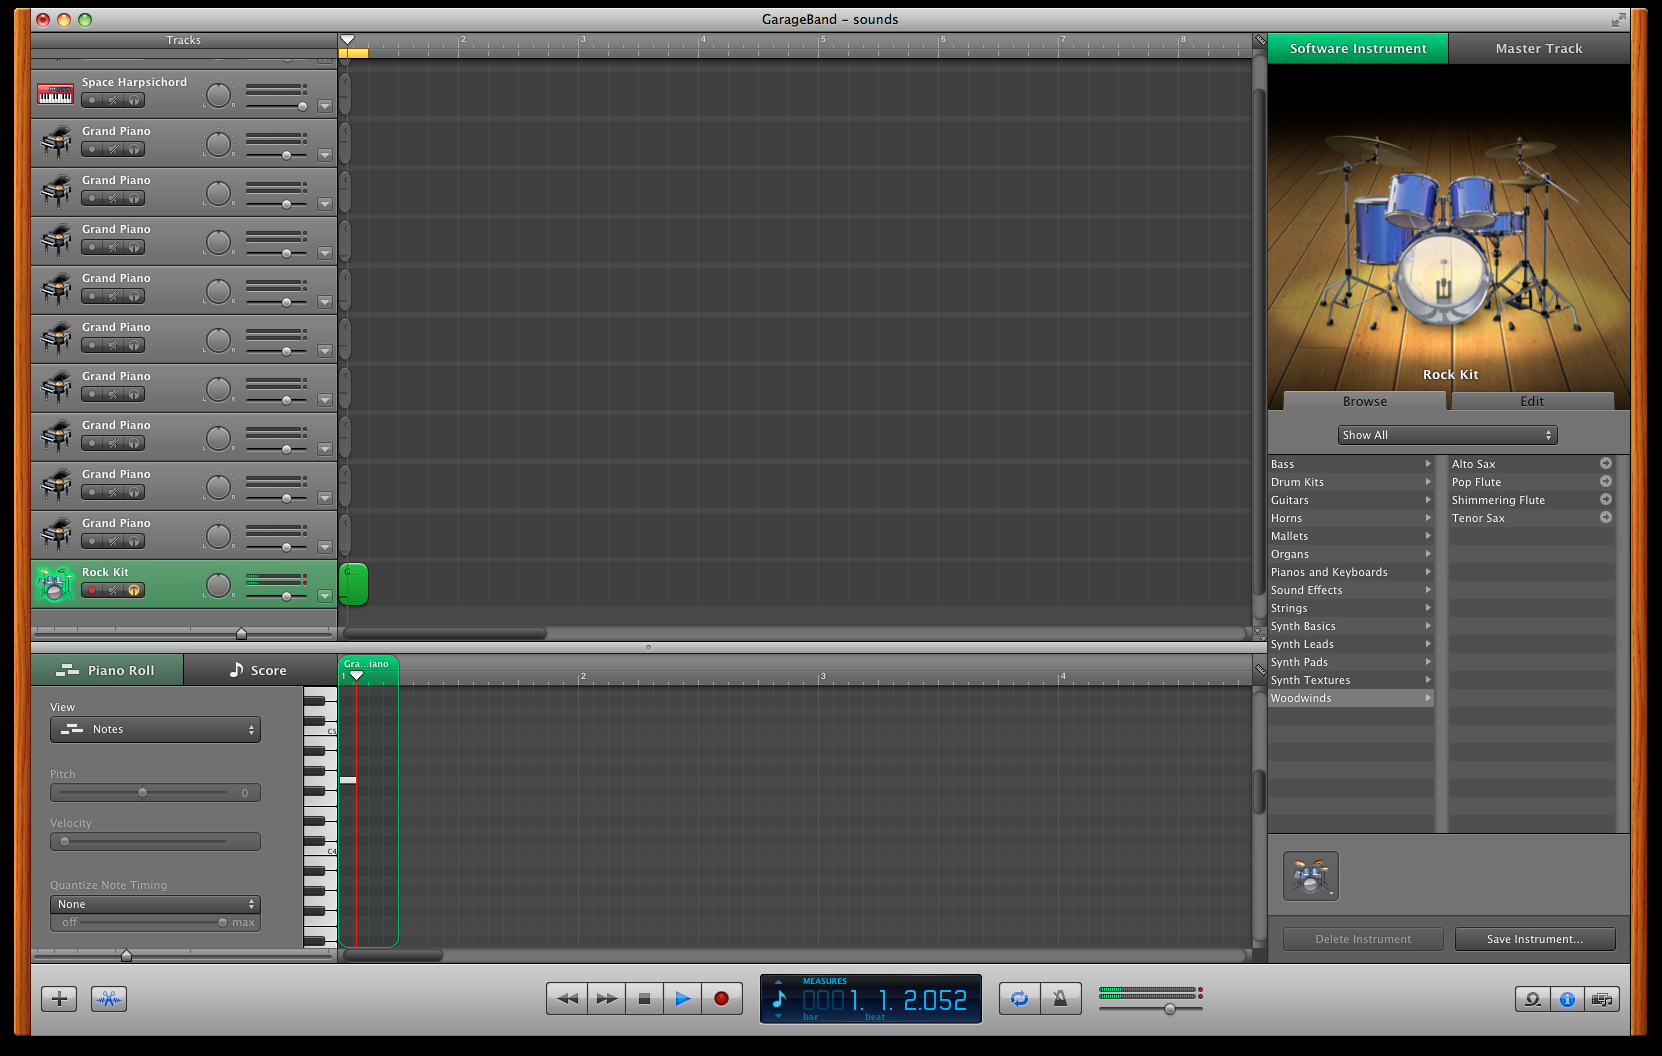 GarageBand – sounds
Tracks
2 3 4 5 6 7 8
Software Instrument
Master Track
Space Harpsichord
L R
Grand Piano
L R
Grand Piano
L R
Grand Piano
L R
Grand Piano
L R
Grand Piano
L R
Grand Piano
L R
Grand Piano
L R
Grand Piano
L R
Grand Piano
L R
Rock Kit
L R
G...
Rock Kit
Browse
Edit
Show All
Bass
Drum Kits
Guitars
Horns
Mallets
Organs
Pianos and Keyboards
Sound Effects
Strings
Synth Basics
Synth Leads
Synth Pads
Synth Textures
Woodwinds
Alto Sax
Pop Flute
Shimmering Flute
Tenor Sax
Piano Roll
Score
Gra...iano
1 2 3 4
View
Notes
Pitch
0
Velocity
Quantize Note Timing
None
off max
C5
C4
Delete Instrument
Save Instrument...
MEASURES
0001. 1. 2.052
bar beat